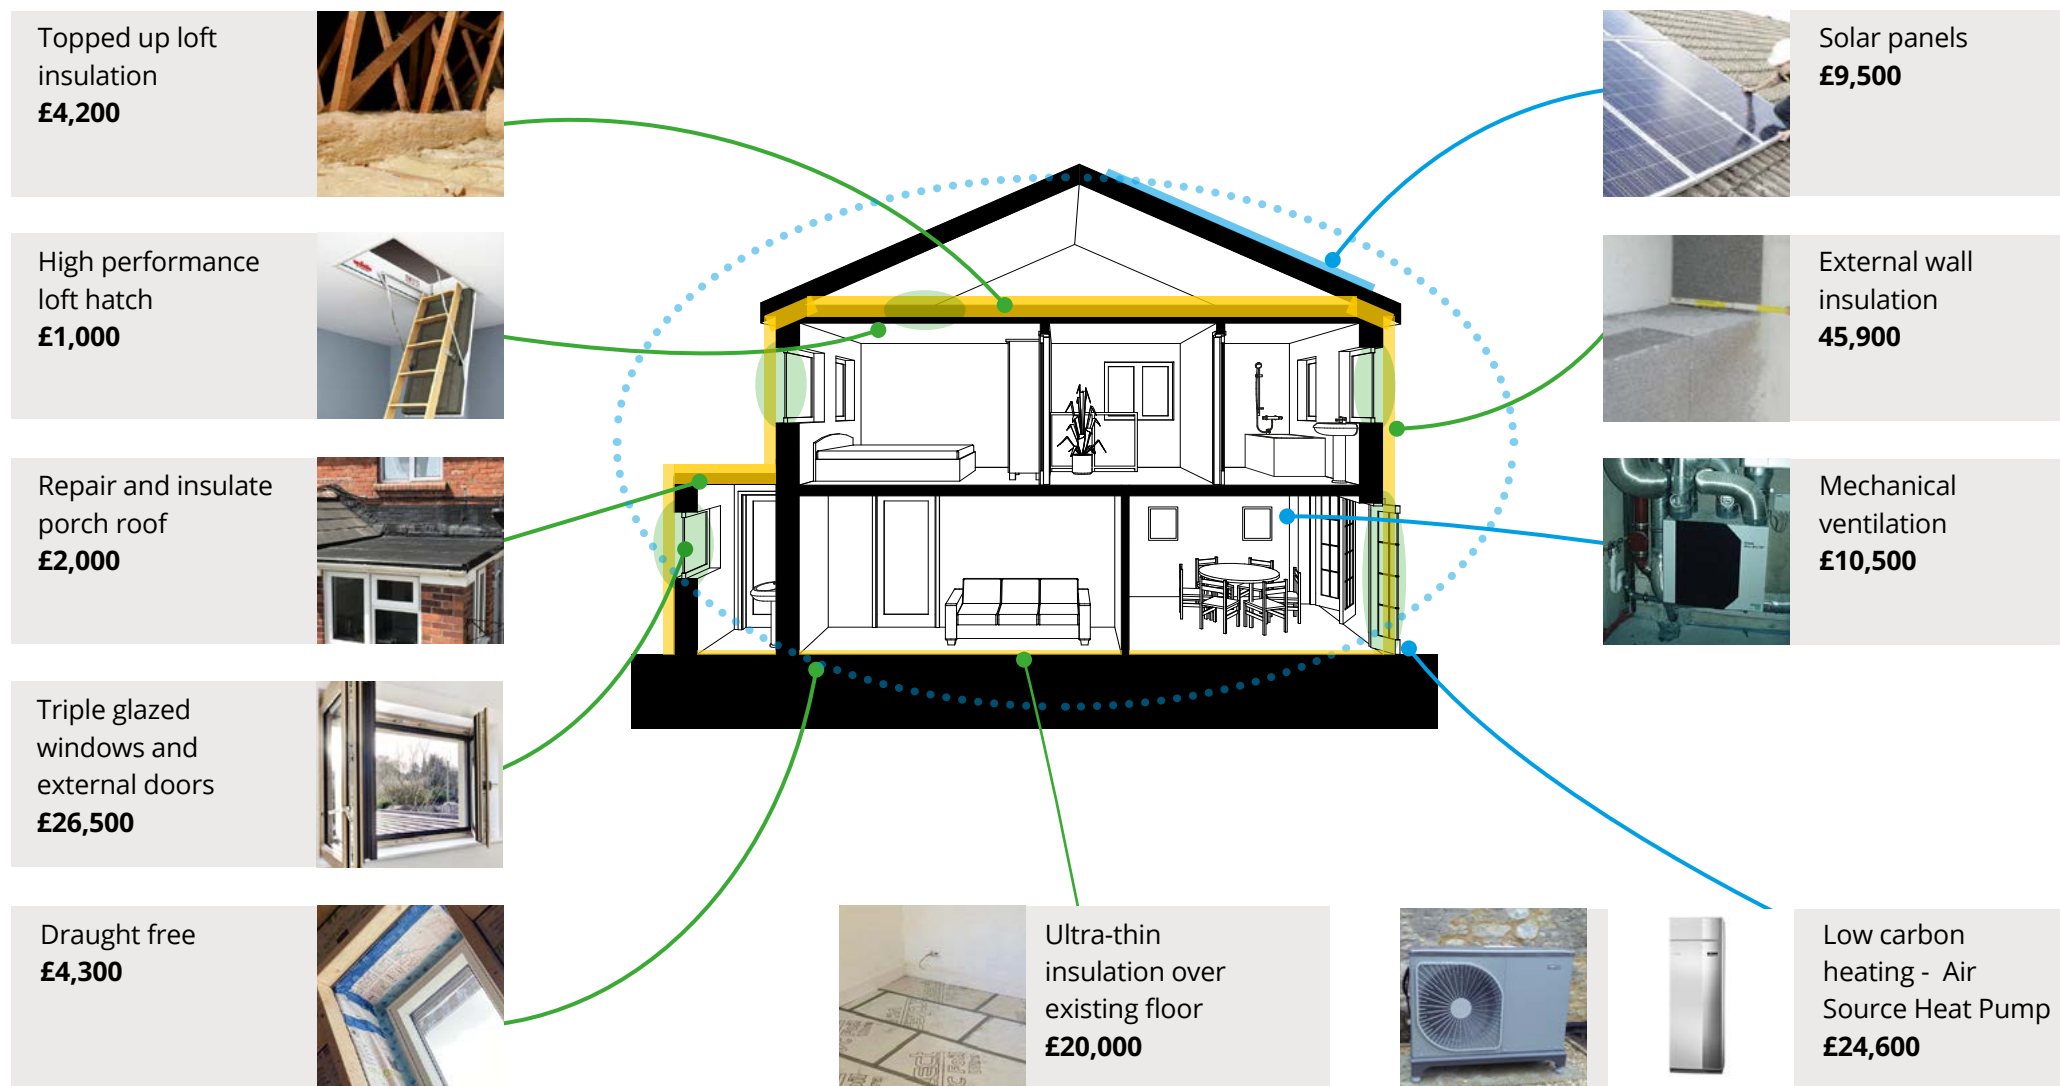 Topped up loft
insulation
£4,200
High performance
loft hatch
£1,000
Repair and insulate
porch roof
£2,000
Triple glazed
windows and
external doors
£26,500
Draught free
£4,300
Ultra-thin
insulation over
existing floor
£20,000
Solar panels
£9,500
External wall
insulation
45,900
Mechanical
ventilation
£10,500
Low carbon
heating - Air
Source Heat Pump
£24,600